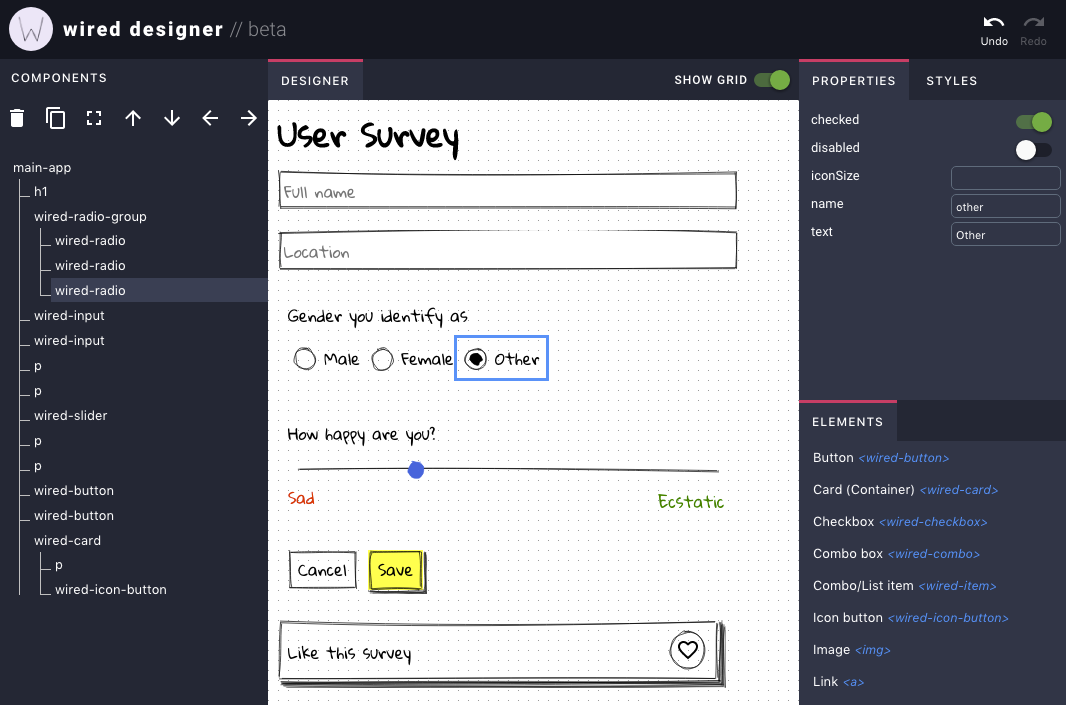 W wired designer // beta
Undo Redo
COMPONENTS
main-app
h1
wired-radio-group
wired-radio
wired-radio
wired-radio
wired-input
wired-input
p
p
wired-slider
p
p
wired-button
wired-button
wired-card
p
wired-icon-button
DESIGNER SHOW GRID
User Survey
Full name
Location
Gender you identify as
Male Female Other
How happy are you?
Sad Ecstatic
Cancel Save
Like this survey
PROPERTIES STYLES
checked
disabled
iconSize
name other
text Other
ELEMENTS
Button <wired-button>
Card (Container) <wired-card>
Checkbox <wired-checkbox>
Combo box <wired-combo>
Combo/List item <wired-item>
Icon button <wired-icon-button>
Image <img>
Link <a>